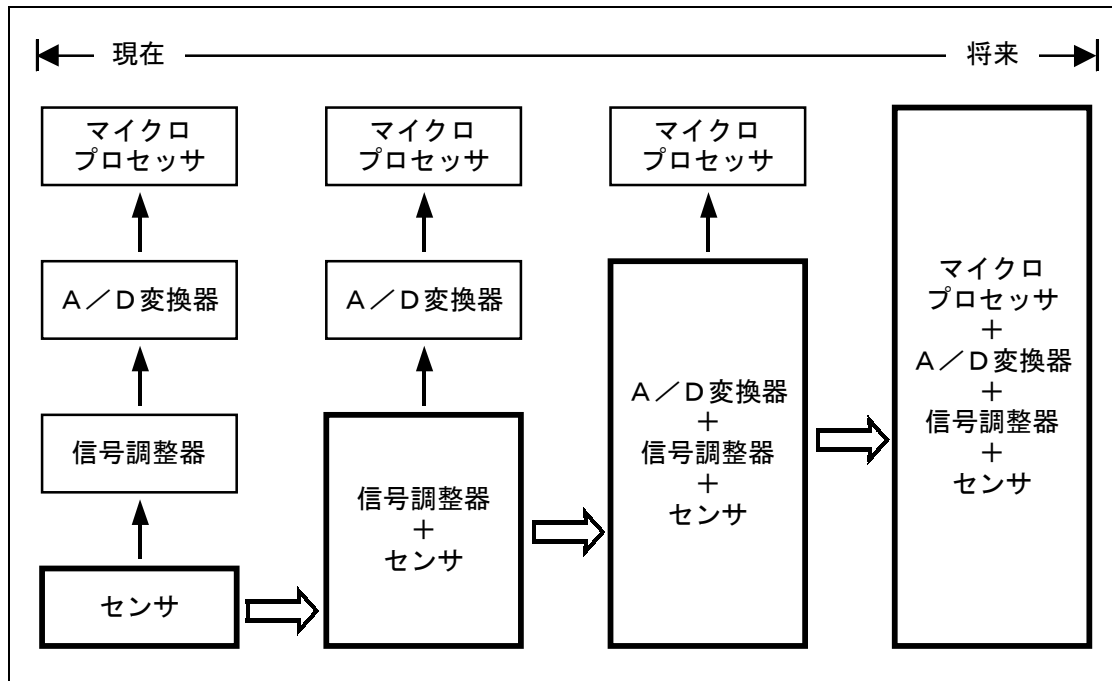 現在
将来
マイクロ
プロセッサ
A/D変換器
信号調整器
センサ
マイクロ
プロセッサ
A/D変換器
信号調整器
+
センサ
マイクロ
プロセッサ
A/D変換器
+
信号調整器
+
センサ
マイクロ
プロセッサ
+
A/D変換器
+
信号調整器
+
センサ